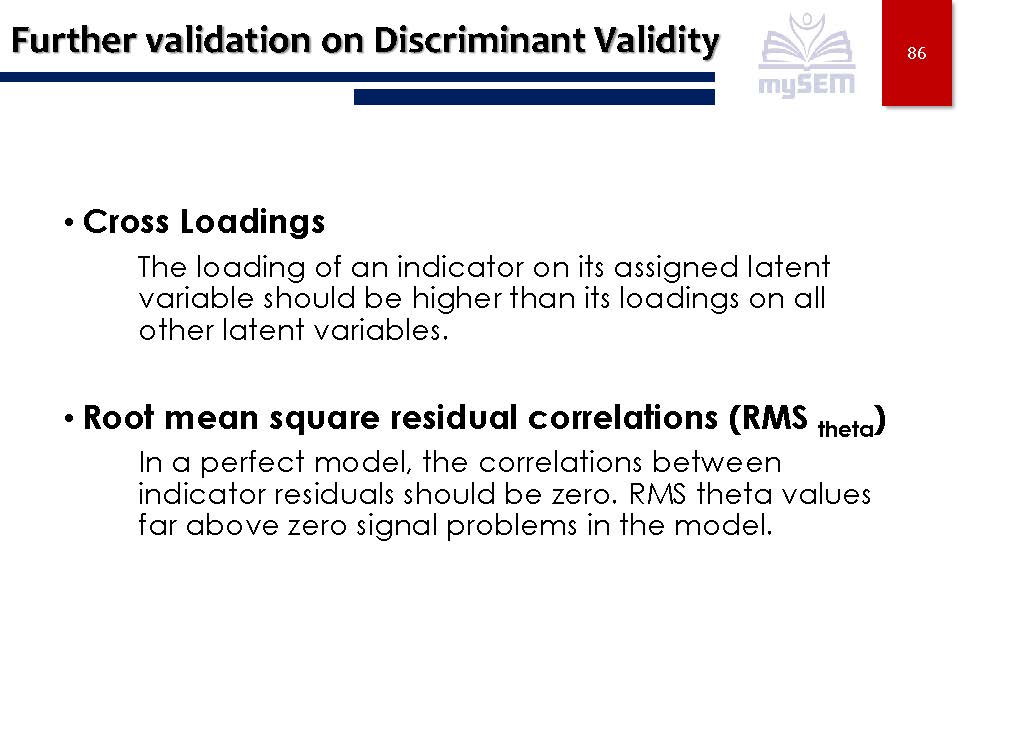 Further validation on Discriminant Validity
mySEM
86
• Cross Loadings
The loading of an indicator on its assigned latent
variable should be higher than its loadings on all
other latent variables.
• Root mean square residual correlations (RMS theta)
In a perfect model, the correlations between
indicator residuals should be zero. RMS theta values
far above zero signal problems in the model.